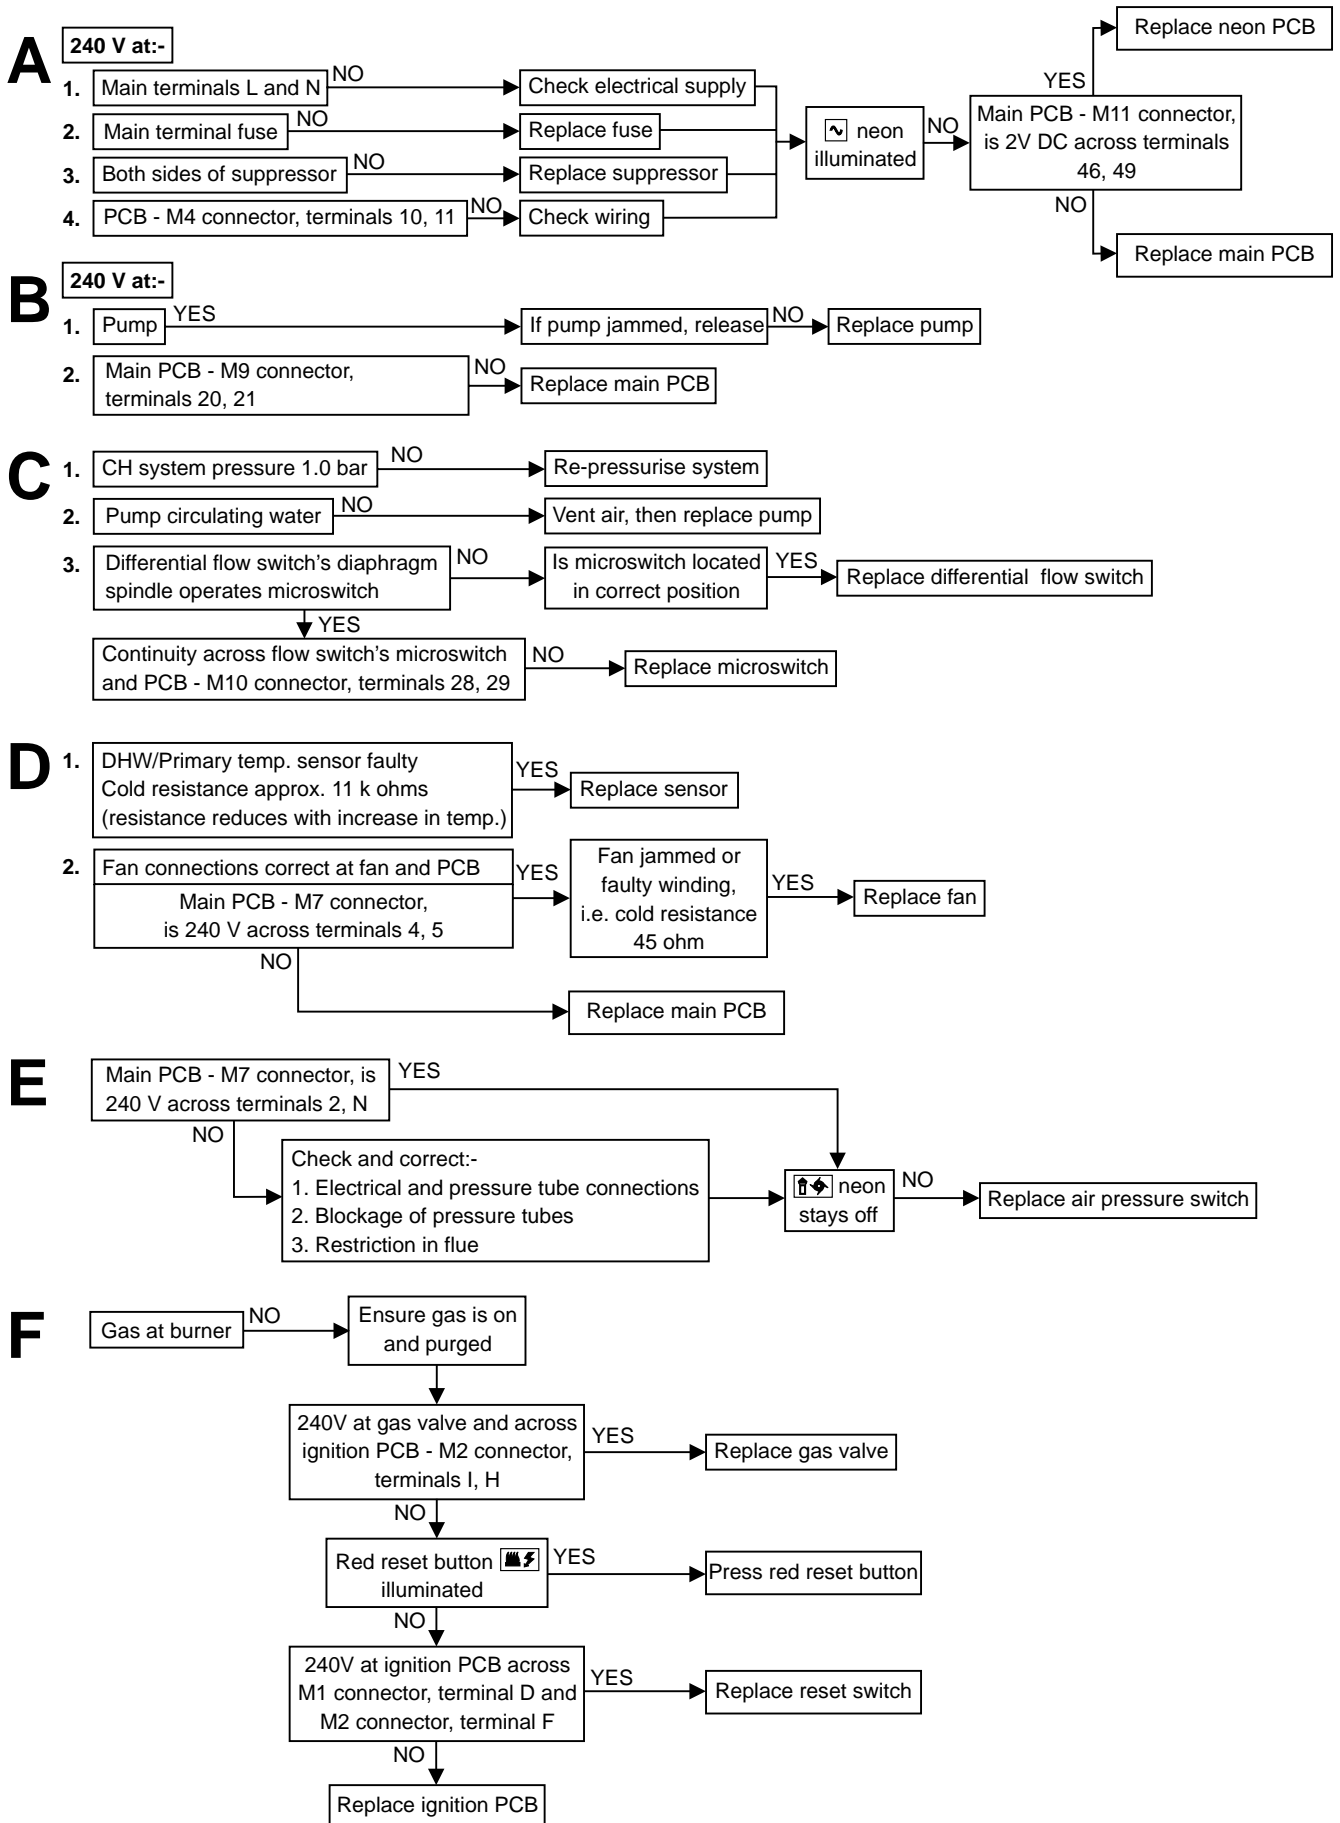 A
240 V at:-
1. Main terminals L and N NO Check electrical supply
2. Main terminal fuse NO Replace fuse
3. Both sides of suppressor NO Replace suppressor
4. PCB - M4 connector, terminals 10, 11 NO Check wiring
neon
illuminated
NO
Main PCB - M11 connector,
is 2V DC across terminals
46, 49
YES
Replace neon PCB
NO
Replace main PCB
B
240 V at:-
1. Pump YES If pump jammed, release NO Replace pump
2. Main PCB - M9 connector,
terminals 20, 21
NO
Replace main PCB
C
1. CH system pressure 1.0 bar NO Re-pressurise system
2. Pump circulating water NO Vent air, then replace pump
3. Differential flow switch's diaphragm
spindle operates microswitch
NO
Is microswitch located
in correct position
YES
Replace differential flow switch
YES
Continuity across flow switch's microswitch
and PCB - M10 connector, terminals 28, 29
NO
Replace microswitch
D
1. DHW/Primary temp. sensor faulty
Cold resistance approx. 11 k ohms
(resistance reduces with increase in temp.)
YES
Replace sensor
2. Fan connections correct at fan and PCB
Main PCB - M7 connector,
is 240 V across terminals 4, 5
YES
Fan jammed or
faulty winding,
i.e. cold resistance
45 ohm
YES
Replace fan
NO
Replace main PCB
E
Main PCB - M7 connector, is
240 V across terminals 2, N
YES
NO
Check and correct:-
1. Electrical and pressure tube connections
2. Blockage of pressure tubes
3. Restriction in flue
neon
stays off
NO
Replace air pressure switch
F
Gas at burner
NO
Ensure gas is on
and purged
240V at gas valve and across
ignition PCB - M2 connector,
terminals I, H
YES
Replace gas valve
NO
Red reset button
illuminated
YES
Press red reset button
NO
240V at ignition PCB across
M1 connector, terminal D and
M2 connector, terminal F
YES
Replace reset switch
NO
Replace ignition PCB